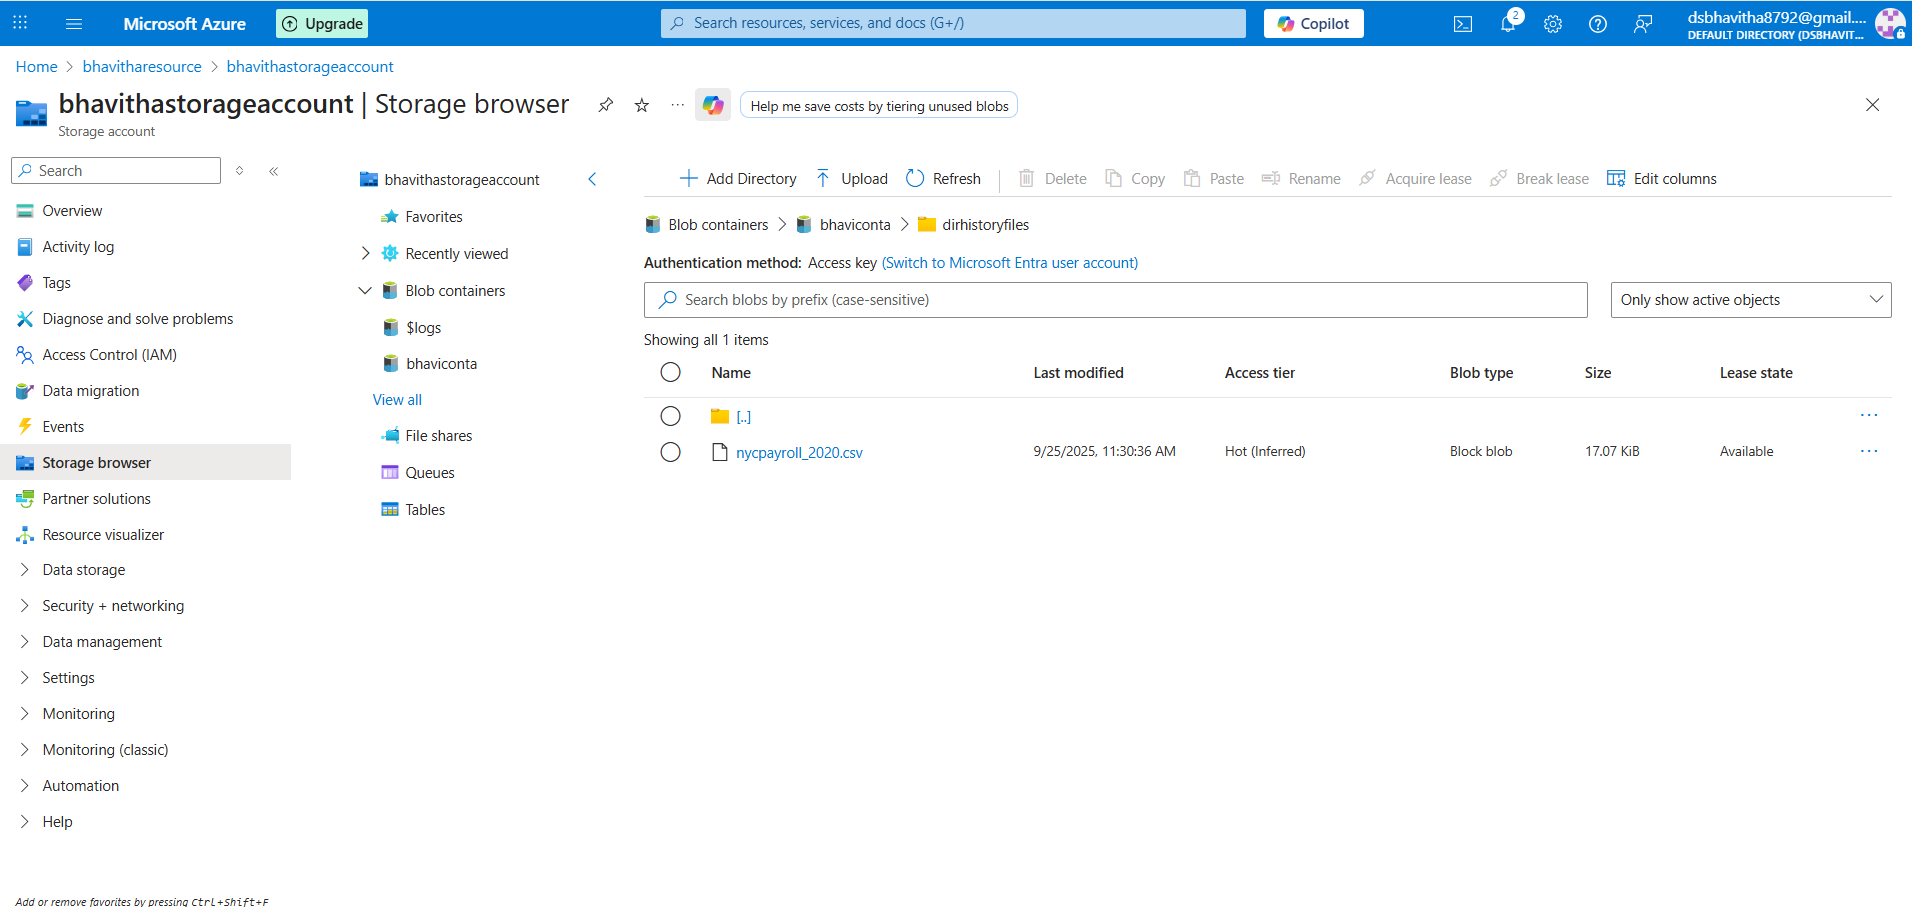 Microsoft Azure
Upgrade
Search resources, services, and docs (G+/)
Copilot
2
dsbhavitha8792@gmail....
DEFAULT DIRECTORY (DSBHAVIT...
Home > bhavitharesource > bhavithastorageaccount
bhavithastorageaccount | Storage browser
...
Help me save costs by tiering unused blobs
Storage account
Search
Overview
Activity log
Tags
Diagnose and solve problems
Access Control (IAM)
Data migration
Events
Storage browser
Partner solutions
Resource visualizer
Data storage
Security + networking
Data management
Settings
Monitoring
Monitoring (classic)
Automation
Help
Add or remove favorites by pressing Ctrl+Shift+F
bhavithastorageaccount
Favorites
Recently viewed
Blob containers
$logs
bhaviconta
View all
File shares
Queues
Tables
Add Directory Upload Refresh Delete Copy Paste Rename Acquire lease Break lease Edit columns
Blob containers > bhaviconta > dirhistoryfiles
Authentication method: Access key (Switch to Microsoft Entra user account)
Search blobs by prefix (case-sensitive)
Only show active objects
Showing all 1 items
Name Last modified Access tier Blob type Size Lease state
[..] ...
nycpayroll_2020.csv 9/25/2025, 11:30:36 AM Hot (Inferred) Block blob 17.07 KiB Available ...